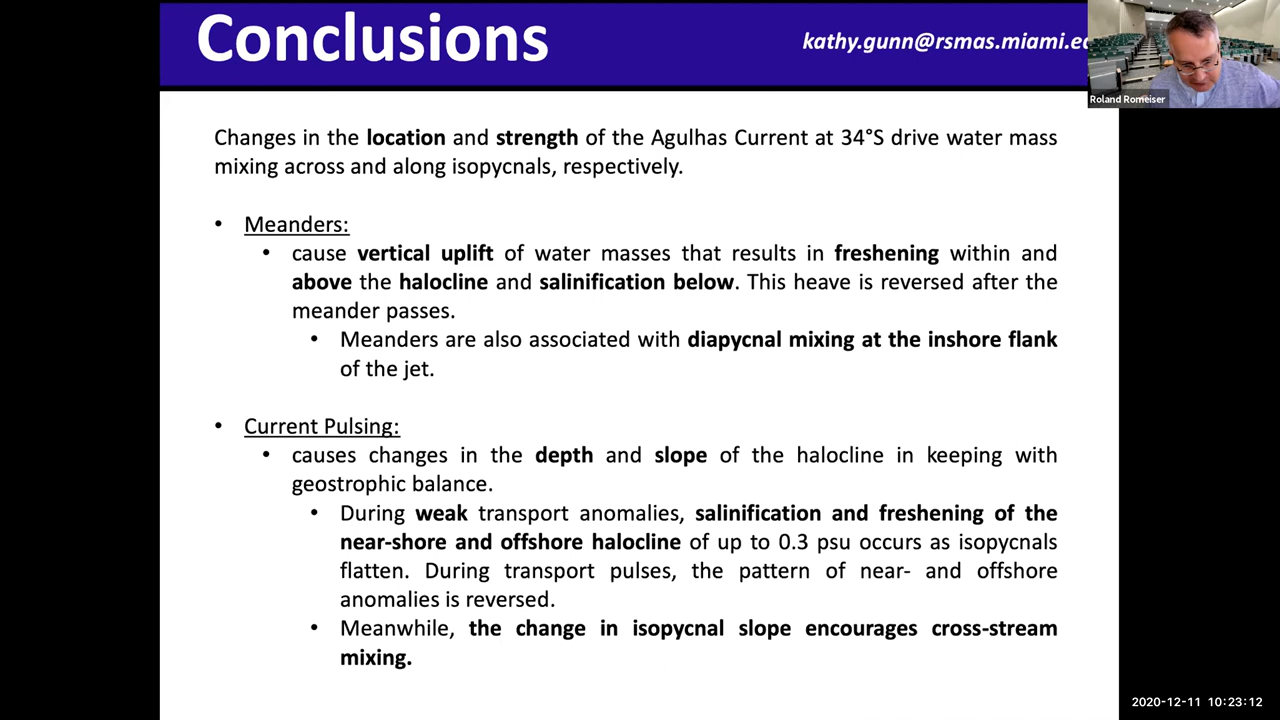 Conclusions
kathy.gunn@rsmas.miami.ed
Roland Romeiser
Changes in the location and strength of the Agulhas Current at 34°S drive water mass
mixing across and along isopycnals, respectively.
• Meanders:
• cause vertical uplift of water masses that results in freshening within and
above the halocline and salinification below. This heave is reversed after the
meander passes.
• Meanders are also associated with diapycnal mixing at the inshore flank
of the jet.
• Current Pulsing:
• causes changes in the depth and slope of the halocline in keeping with
geostrophic balance.
• During weak transport anomalies, salinification and freshening of the
near-shore and offshore halocline of up to 0.3 psu occurs as isopycnals
flatten. During transport pulses, the pattern of near- and offshore
anomalies is reversed.
• Meanwhile, the change in isopycnal slope encourages cross-stream
mixing.
2020-12-11 10:23:12